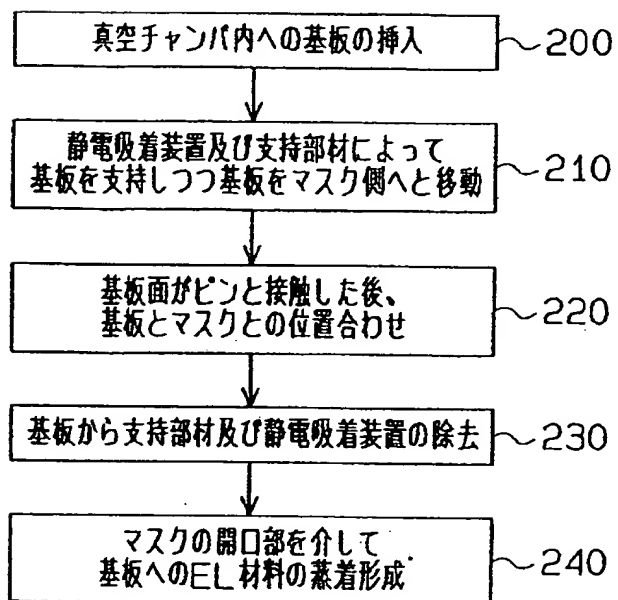 真空チャンバ内への基板の挿入
200
静電吸着装置及び支持部材によって
基板を支持しつつ基板をマスク側へと移動
210
基板面がピンと接触した後、
基板とマスクとの位置合わせ
220
基板から支持部材及び静電吸着装置の除去
230
マスクの開口部を介して
基板へのEL材料の蒸着形成
240